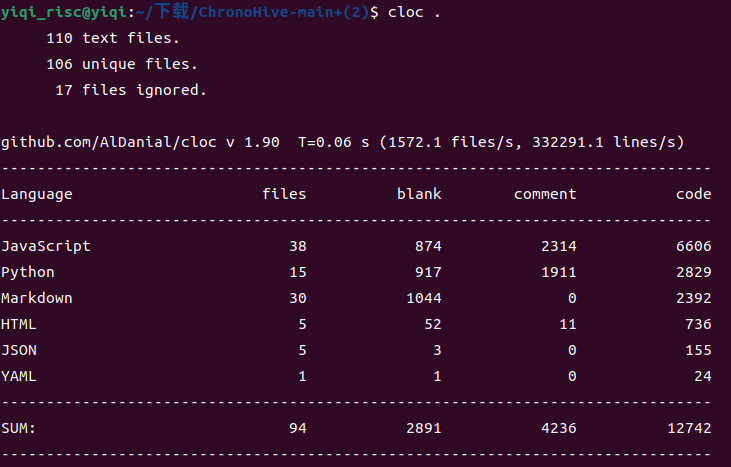 yiqi_risc@yiqi:~/下载/ChronoHive-main+(2)$ cloc .
     110 text files.
     106 unique files.
      17 files ignored.

github.com/AlDanial/cloc v 1.90  T=0.06 s (1572.1 files/s, 332291.1 lines/s)
-------------------------------------------------------------------------------
Language                     files          blank        comment           code
-------------------------------------------------------------------------------
JavaScript                      38            874           2314           6606
Python                          15            917           1911           2829
Markdown                        30           1044              0           2392
HTML                             5             52             11            736
JSON                             5              3              0            155
YAML                             1              1              0             24
-------------------------------------------------------------------------------
SUM:                            94           2891           4236          12742
-------------------------------------------------------------------------------